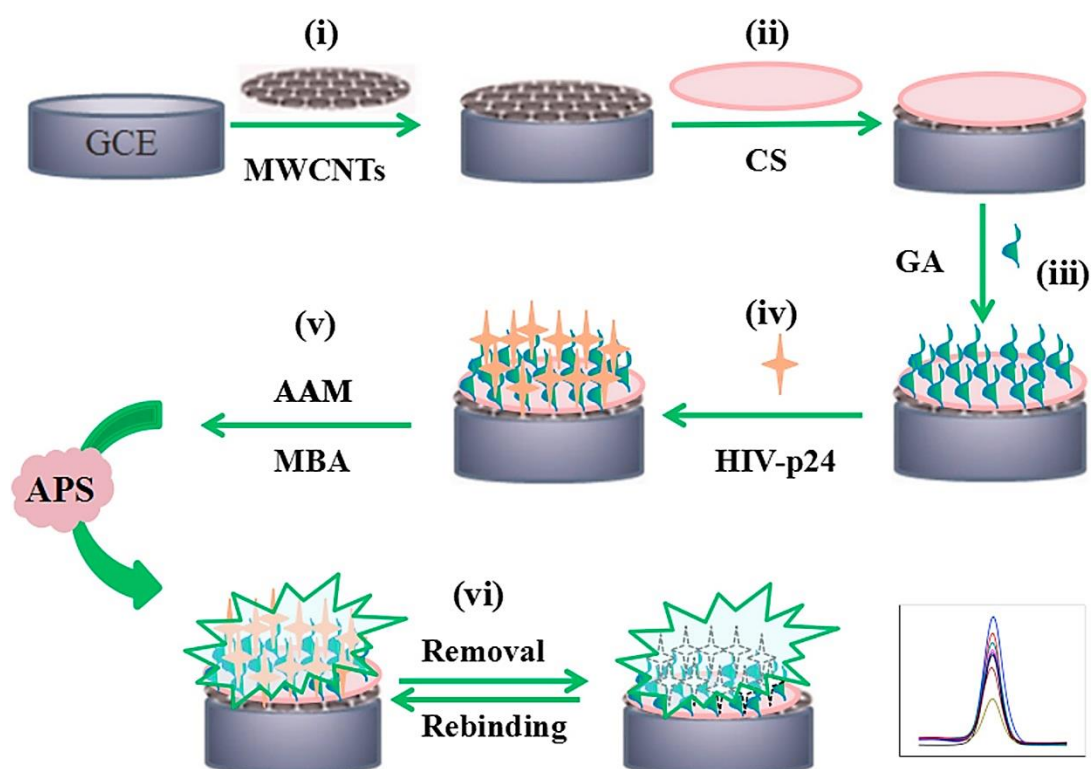 (i)
(ii)
GCE
MWCNTs
CS
GA
(iii)
(v)
(iv)
AAM
MBA
HIV-p24
APS
(vi)
Removal
Rebinding